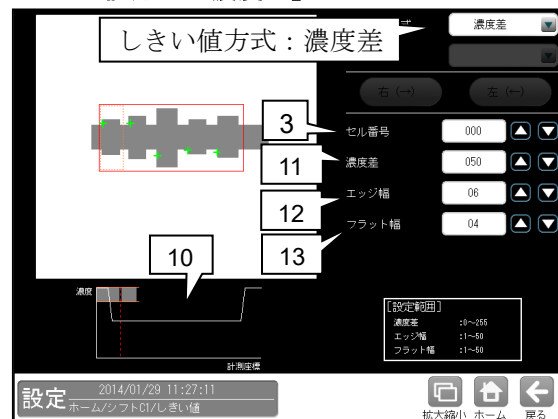 しきい値方式：濃度差
濃度差
右 (→)
左 (←)
3
セル番号
000
11
濃度差
050
12
エッジ幅
06
13
フラット幅
04
10
濃度
計測座標
[設定範囲]
濃度差 :0~255
エッジ幅 :1~50
フラット幅 :1~50
設定
2014/01/29 11:27:11
ホーム/シフトC1/しきい値
拡大縮小
ホーム
戻る